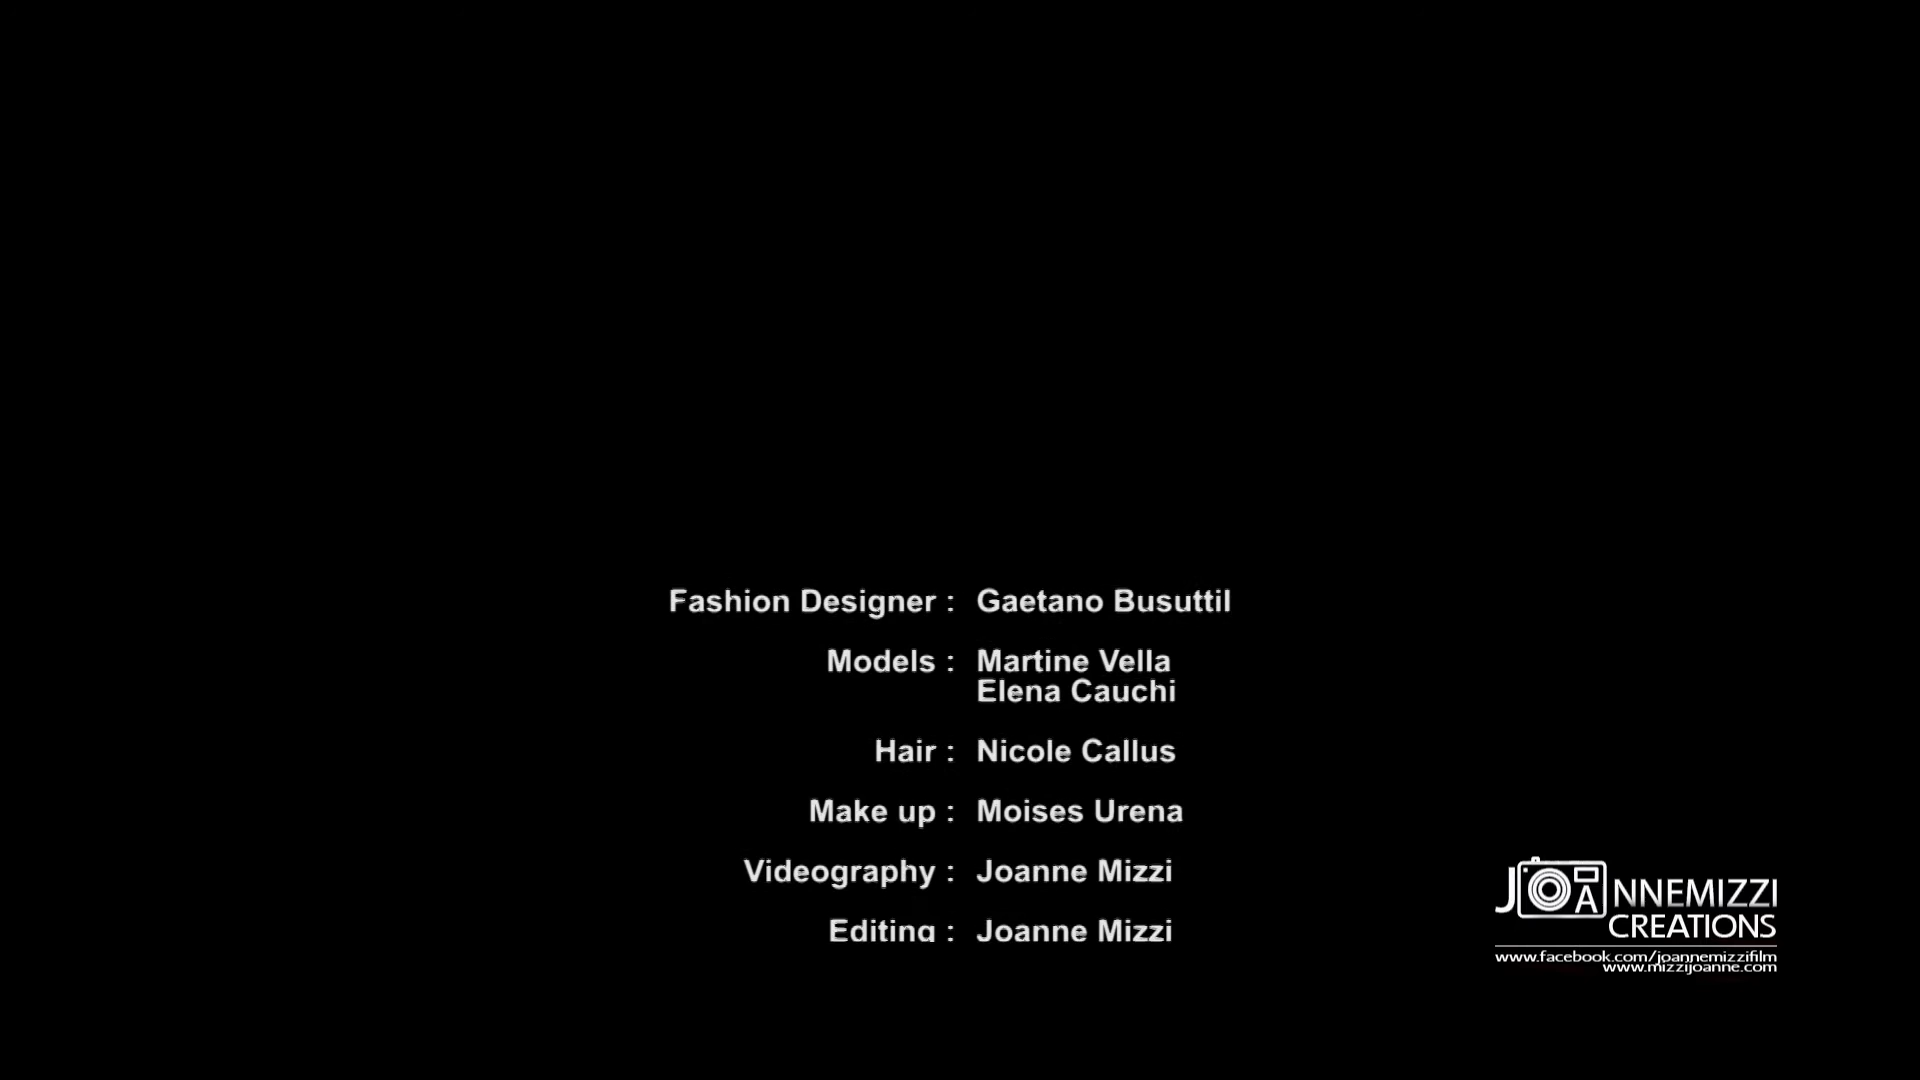 Fashion Designer : Gaetano Busuttil
Models : Martine Vella
Elena Cauchi
Hair : Nicole Callus
Make up : Moises Urena
Videography : Joanne Mizzi
Editing : Joanne Mizzi
JOANNEMIZZI
CREATIONS
www.facebook.com/joannemizzifilm
www.mizzijoanne.com